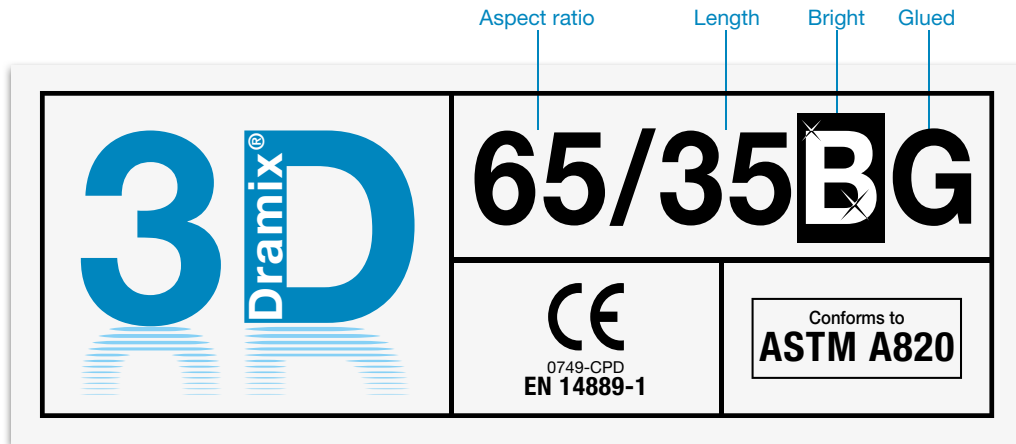 Aspect ratio Length Bright Glued
3D Dramix®
65/35BG
CE
0749-CPD
EN 14889-1
Conforms to
ASTM A820